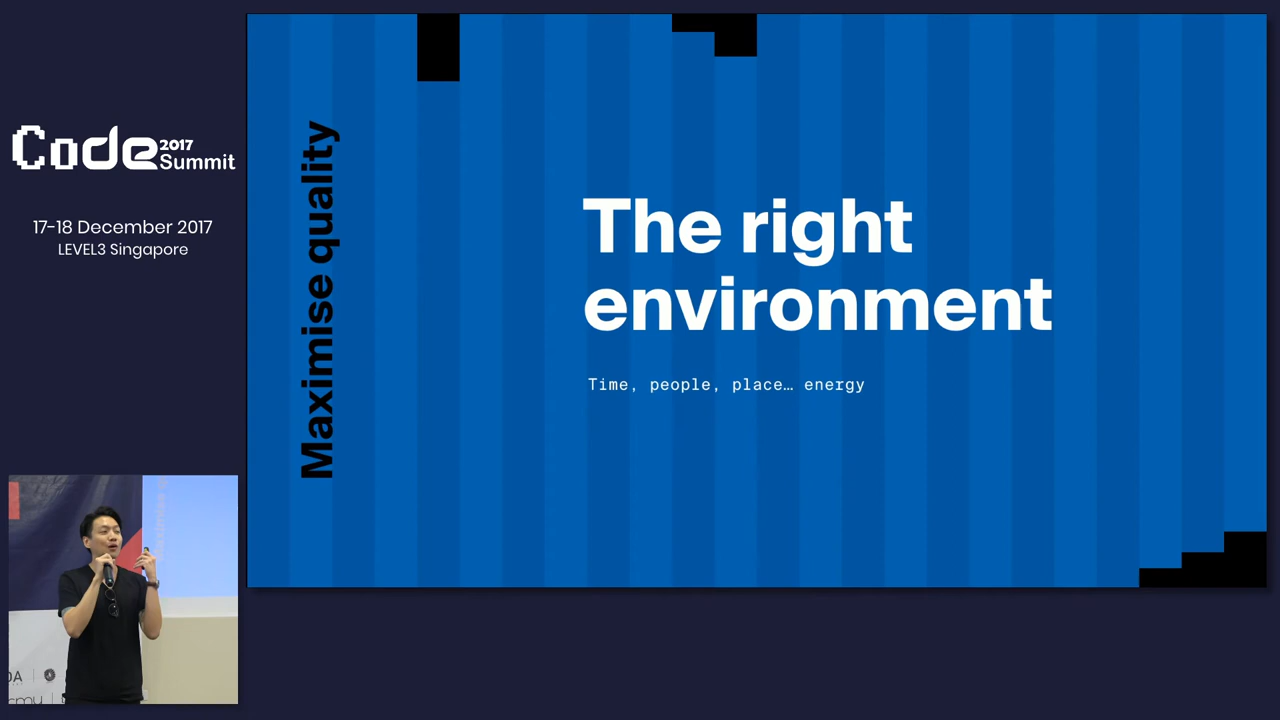 Code 2017 Summit
17-18 December 2017
LEVEL3 Singapore
Maximise quality
The right
environment
Time, people, place… energy